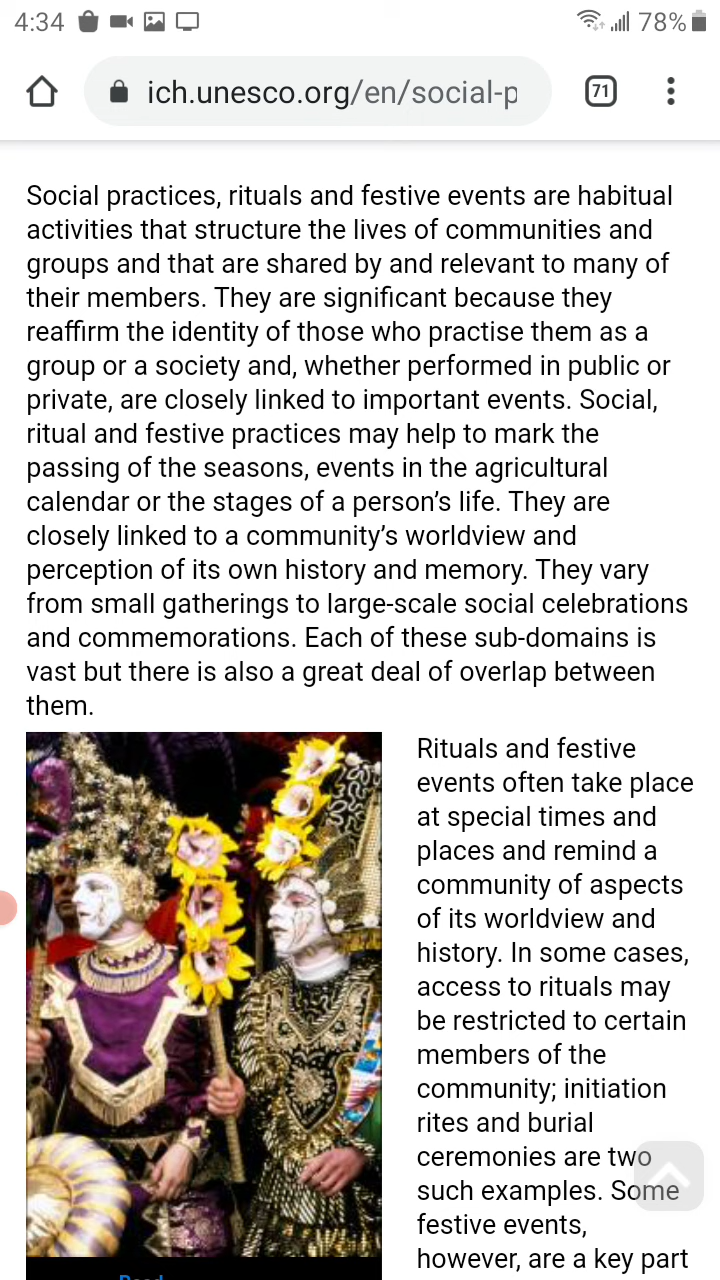 4:34
78%
ich.unesco.org/en/social-p
71
Social practices, rituals and festive events are habitual
activities that structure the lives of communities and
groups and that are shared by and relevant to many of
their members. They are significant because they
reaffirm the identity of those who practise them as a
group or a society and, whether performed in public or
private, are closely linked to important events. Social,
ritual and festive practices may help to mark the
passing of the seasons, events in the agricultural
calendar or the stages of a person’s life. They are
closely linked to a community’s worldview and
perception of its own history and memory. They vary
from small gatherings to large-scale social celebrations
and commemorations. Each of these sub-domains is
vast but there is also a great deal of overlap between
them.
Rituals and festive
events often take place
at special times and
places and remind a
community of aspects
of its worldview and
history. In some cases,
access to rituals may
be restricted to certain
members of the
community; initiation
rites and burial
ceremonies are two
such examples. Some
festive events,
however, are a key part